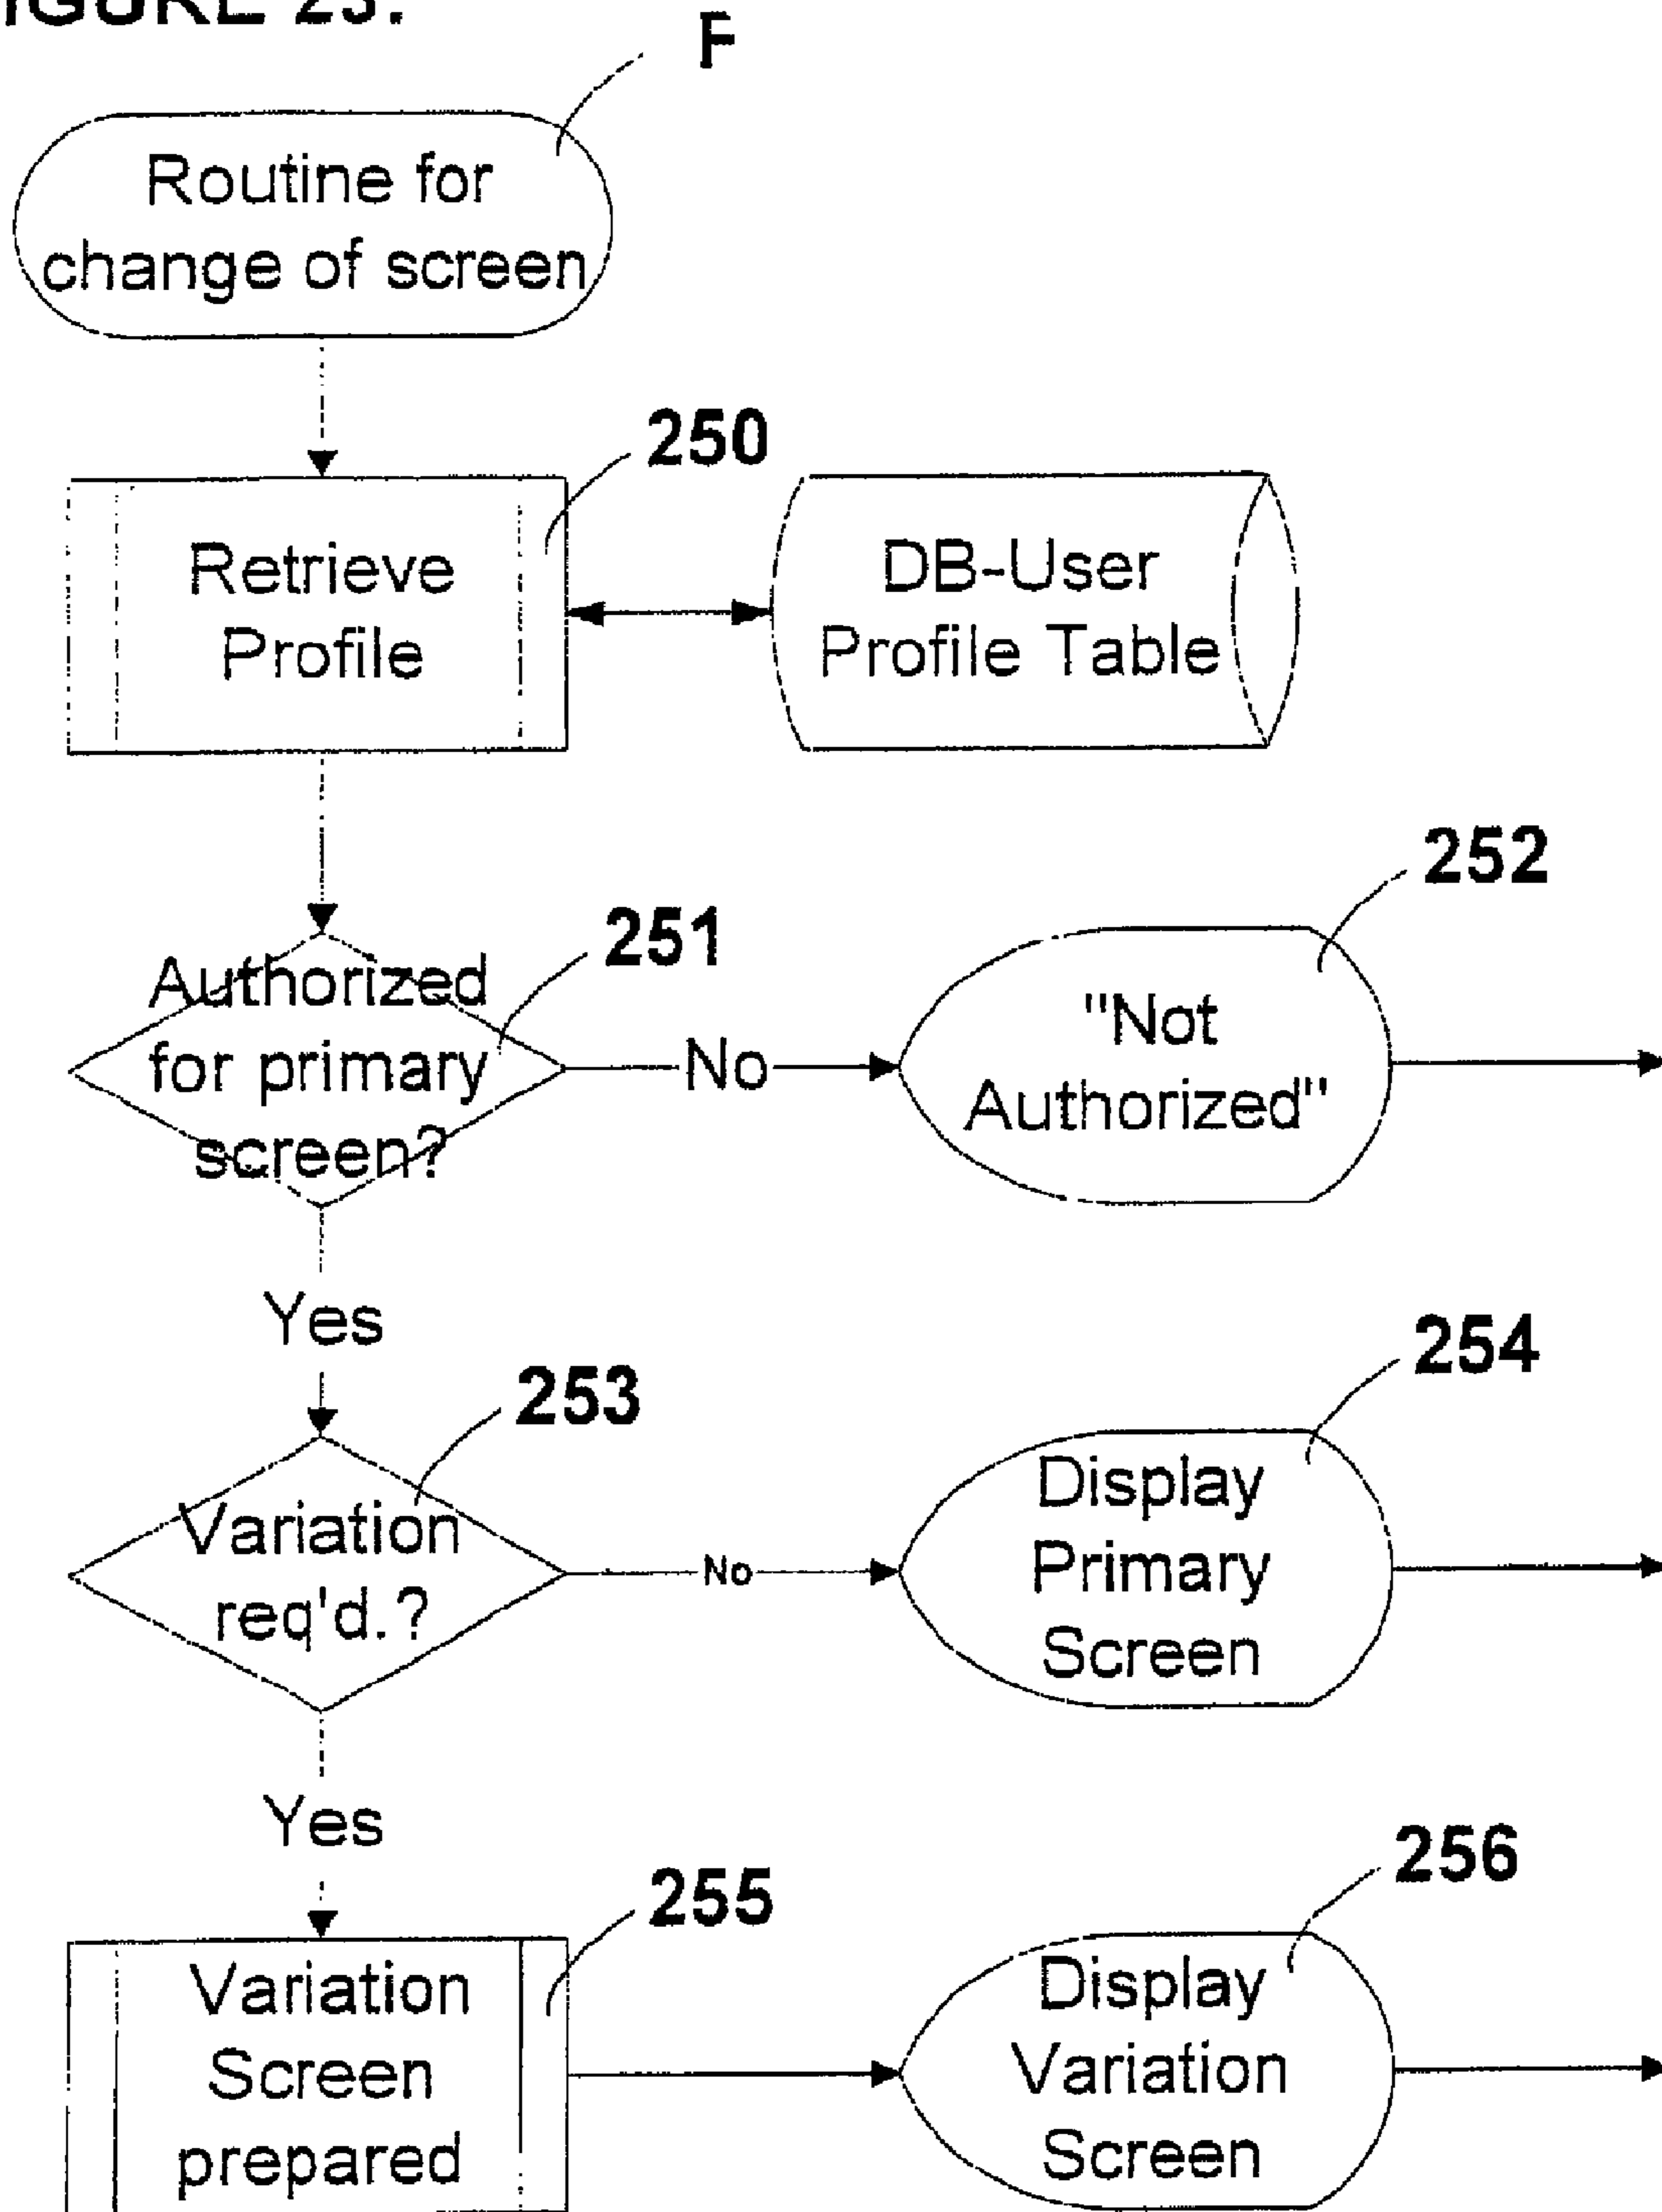 IGURE 23.
F
Routine for
change of screen
250
Retrieve
Profile
DB-User
Profile Table
251
Authorized
for primary
screen?
No
252
"Not
Authorized"
Yes
253
Variation
req'd.?
No
254
Display
Primary
Screen
Yes
255
Variation
Screen
prepared
256
Display
Variation
Screen